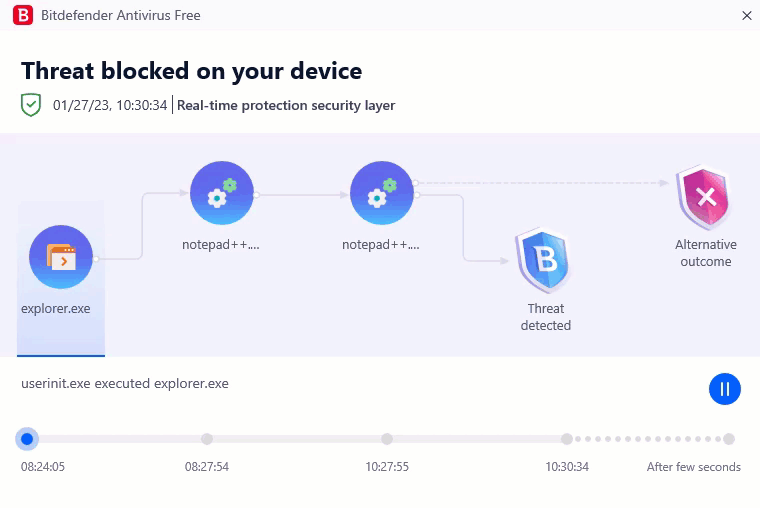 Bitdefender Antivirus Free
Threat blocked on your device
01/27/23, 10:30:34 | Real-time protection security layer
notepad++....
notepad++....
Alternative
outcome
explorer.exe
Threat
detected
userinit.exe executed explorer.exe
08:24:05
08:27:54
10:27:55
10:30:34
After few seconds